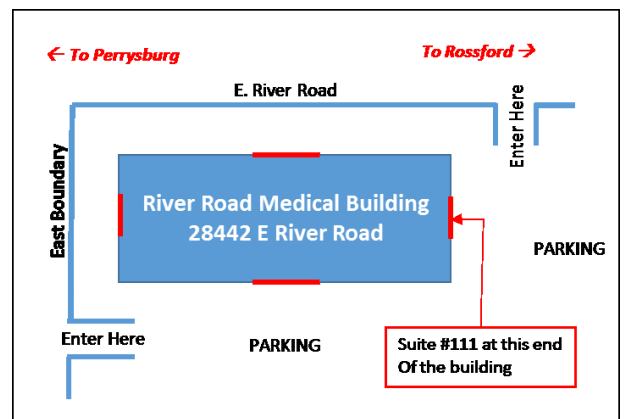 ← To Perrysburg
To Rossford →
E. River Road
Enter Here
East Boundary
River Road Medical Building
28442 E River Road
PARKING
Enter Here
PARKING
Suite #111 at this end
Of the building